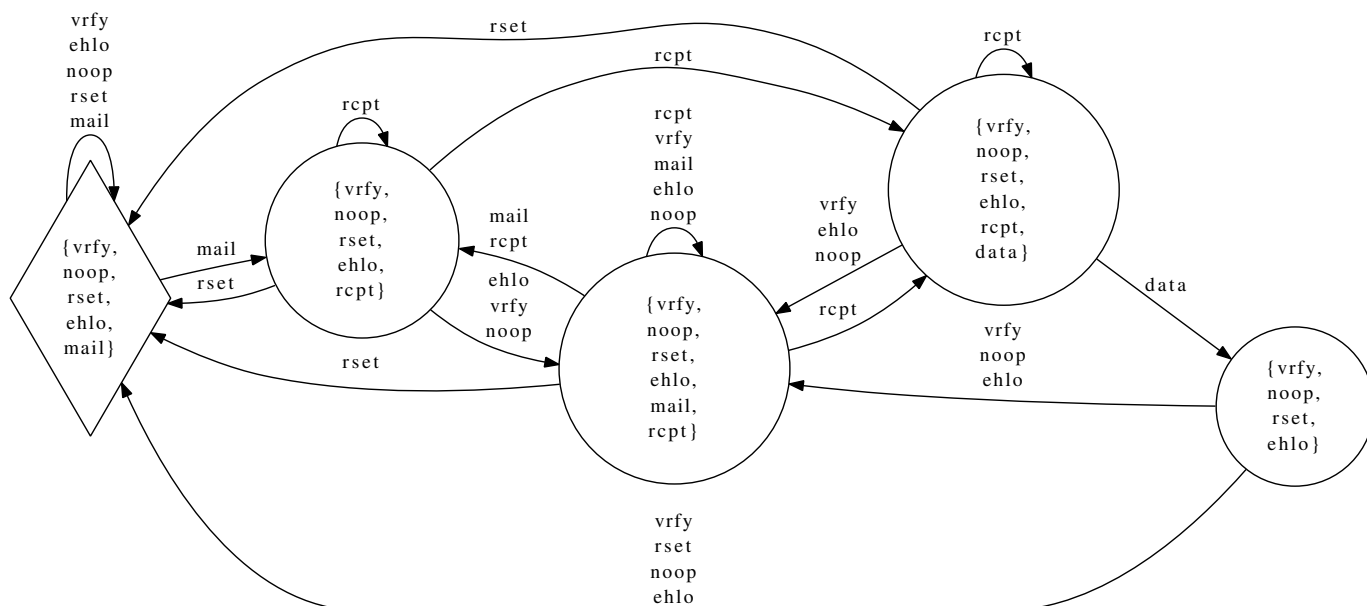 vrfy
ehlo
noop
rset
mail
{vrfy,
noop,
rset,
ehlo,
mail}
mail
rset
rset
rcpt
{vrfy,
noop,
rset,
ehlo,
rcpt}
rset
rcpt
mail
rcpt
ehlo
vrfy
noop
rcpt
vrfy
mail
ehlo
noop
{vrfy,
noop,
rset,
ehlo,
mail,
rcpt}
vrfy
ehlo
noop
rcpt
rcpt
{vrfy,
noop,
rset,
ehlo,
rcpt,
data}
data
vrfy
noop
ehlo
{vrfy,
noop,
rset,
ehlo}
vrfy
rset
noop
ehlo